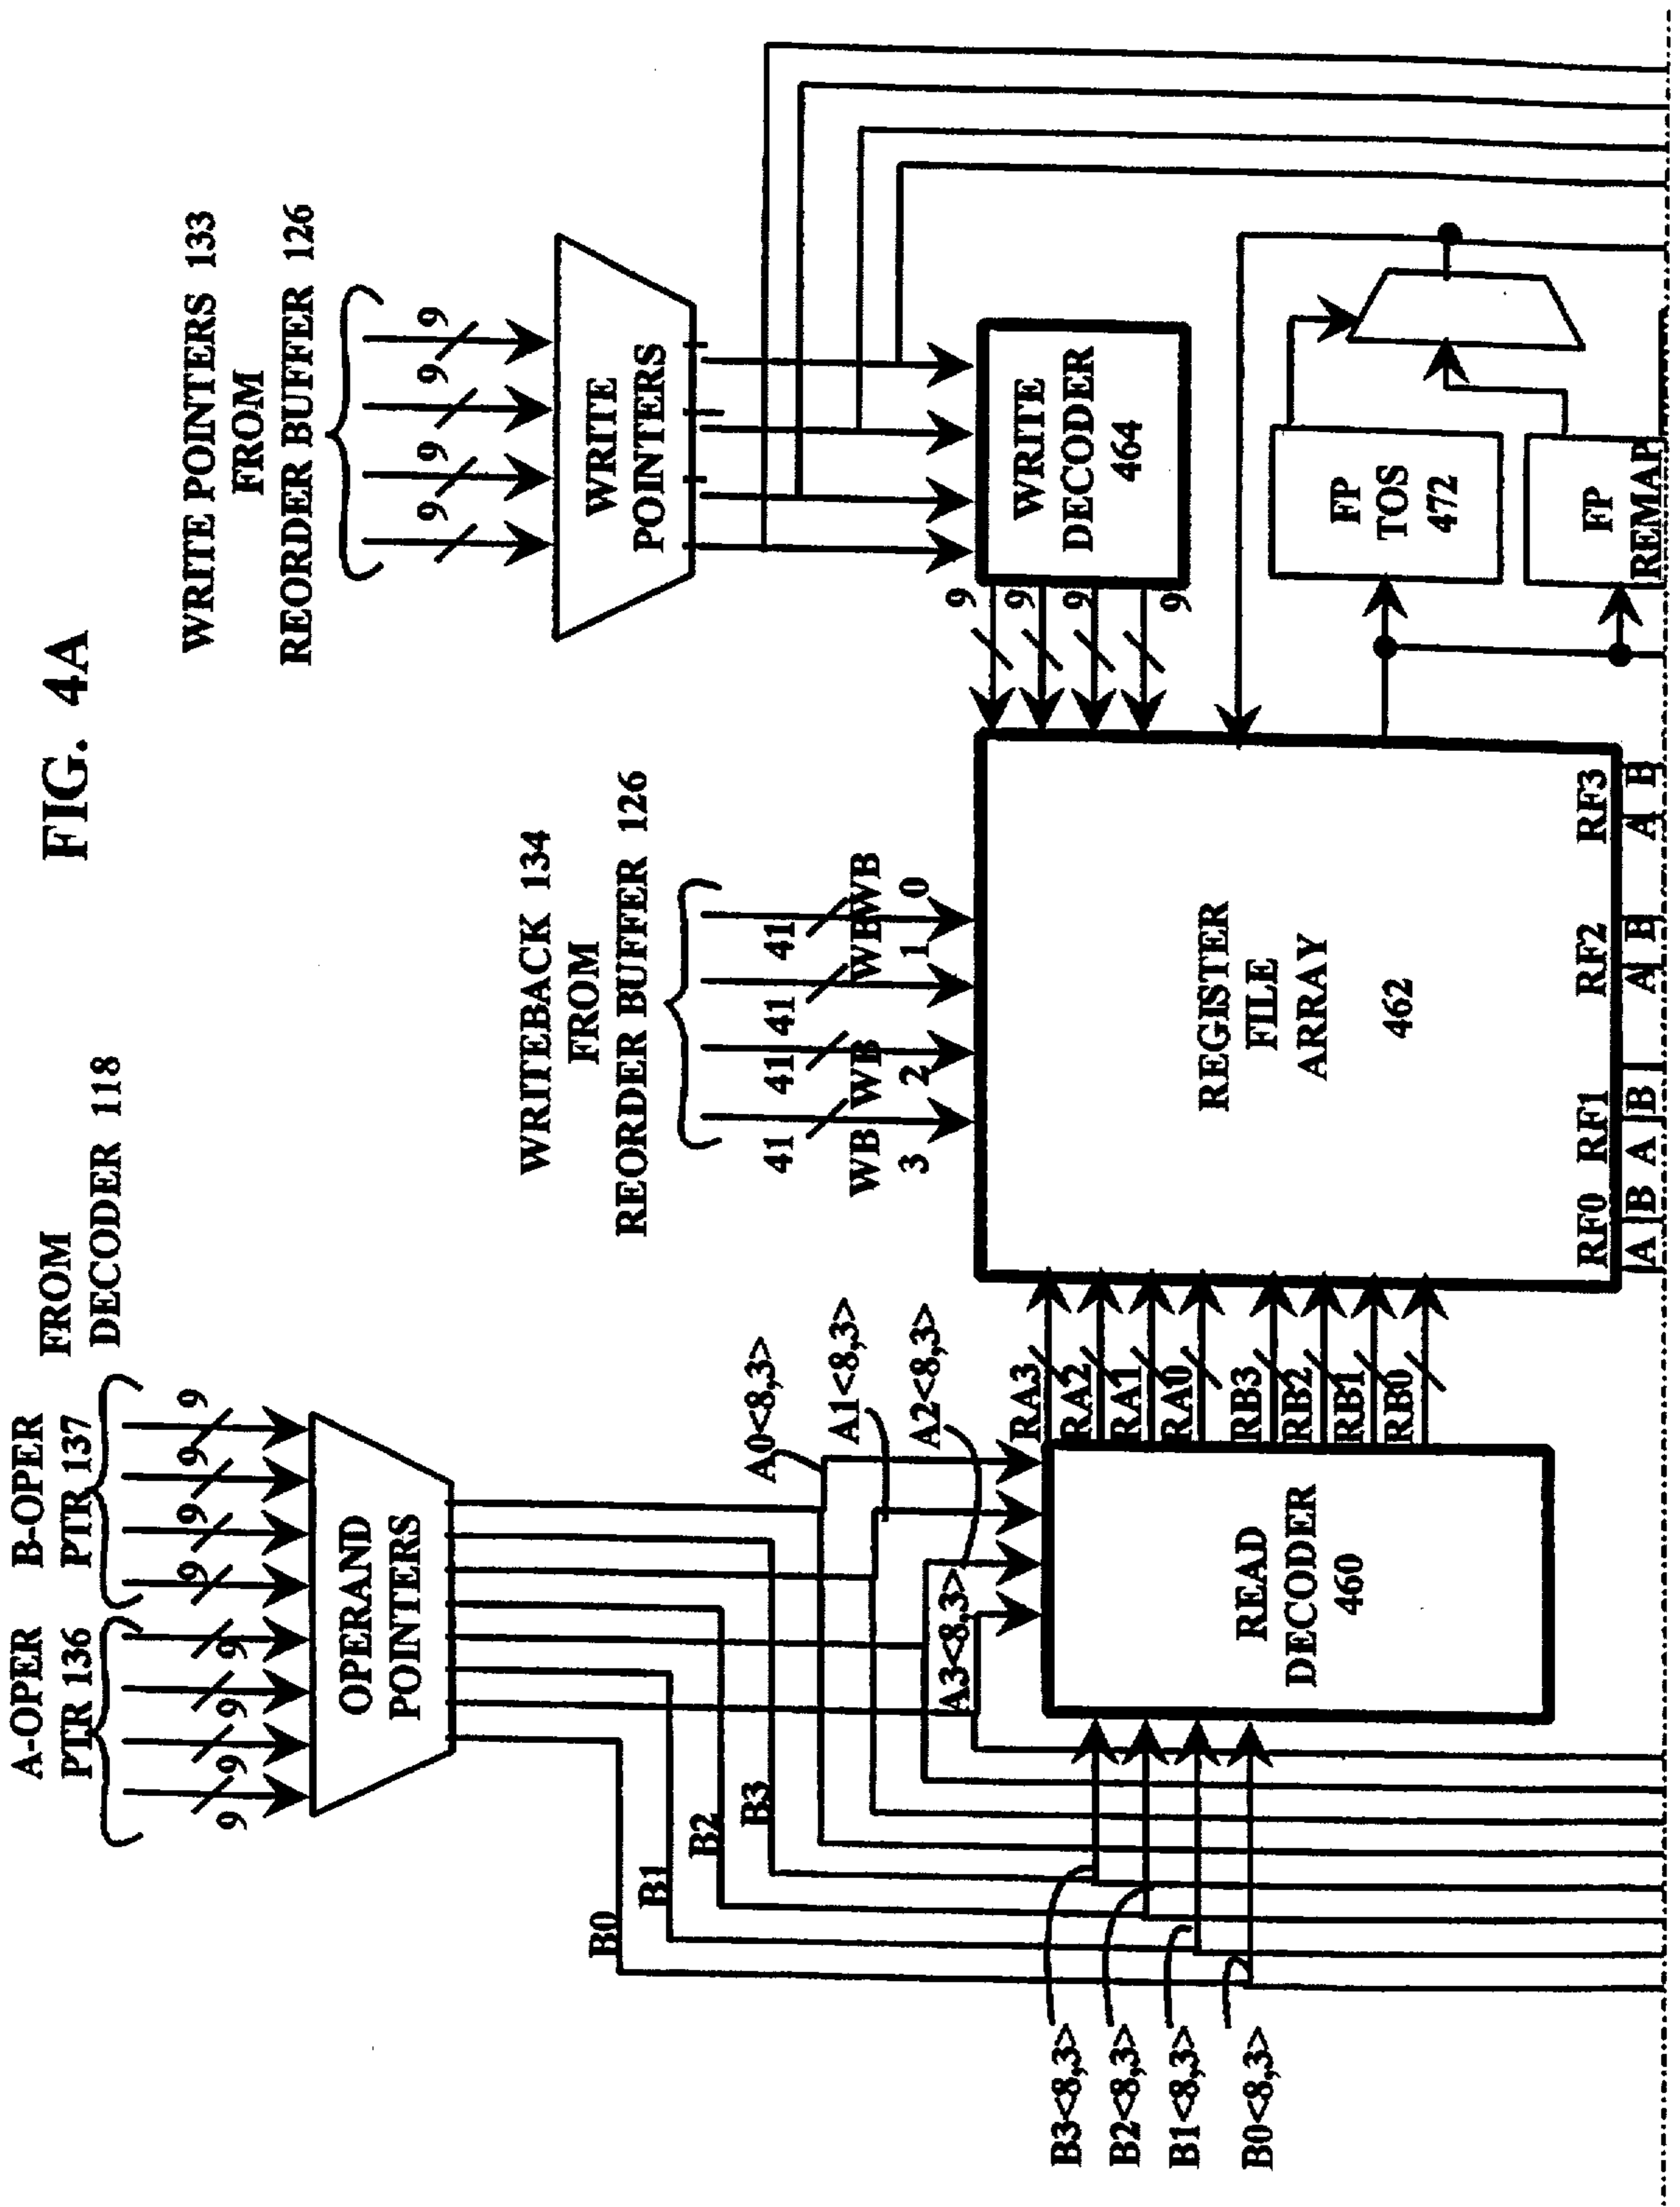 FIG. 4A
A-OPER
PTR 136
B-OPER
PTR 137
FROM
DECODER 118
9
9
9
9
9
9
9
9
OPERAND
POINTERS
B0
B1
B2
B3
A0<8,3>
A1<8,3>
A2<8,3>
A3<8,3>
B3<8,3>
B2<8,3>
B1<8,3>
B0<8,3>
READ
DECODER
460
RA3
RA2
RA1
RA0
RB3
RB2
RB1
RB0
WRITEBACK 134
FROM
REORDER BUFFER 126
41
41
41
41
WB
WB
WB
WB
3
2
1
0
REGISTER
FILE
ARRAY
462
RF0
RF1
RF2
RF3
A
B
A
B
A
B
A
B
WRITE POINTERS 133
FROM
REORDER BUFFER 126
9
9
9
9
WRITE
POINTERS
WRITE
DECODER
464
9
9
9
9
FP
TOS
472
FP
REMAP